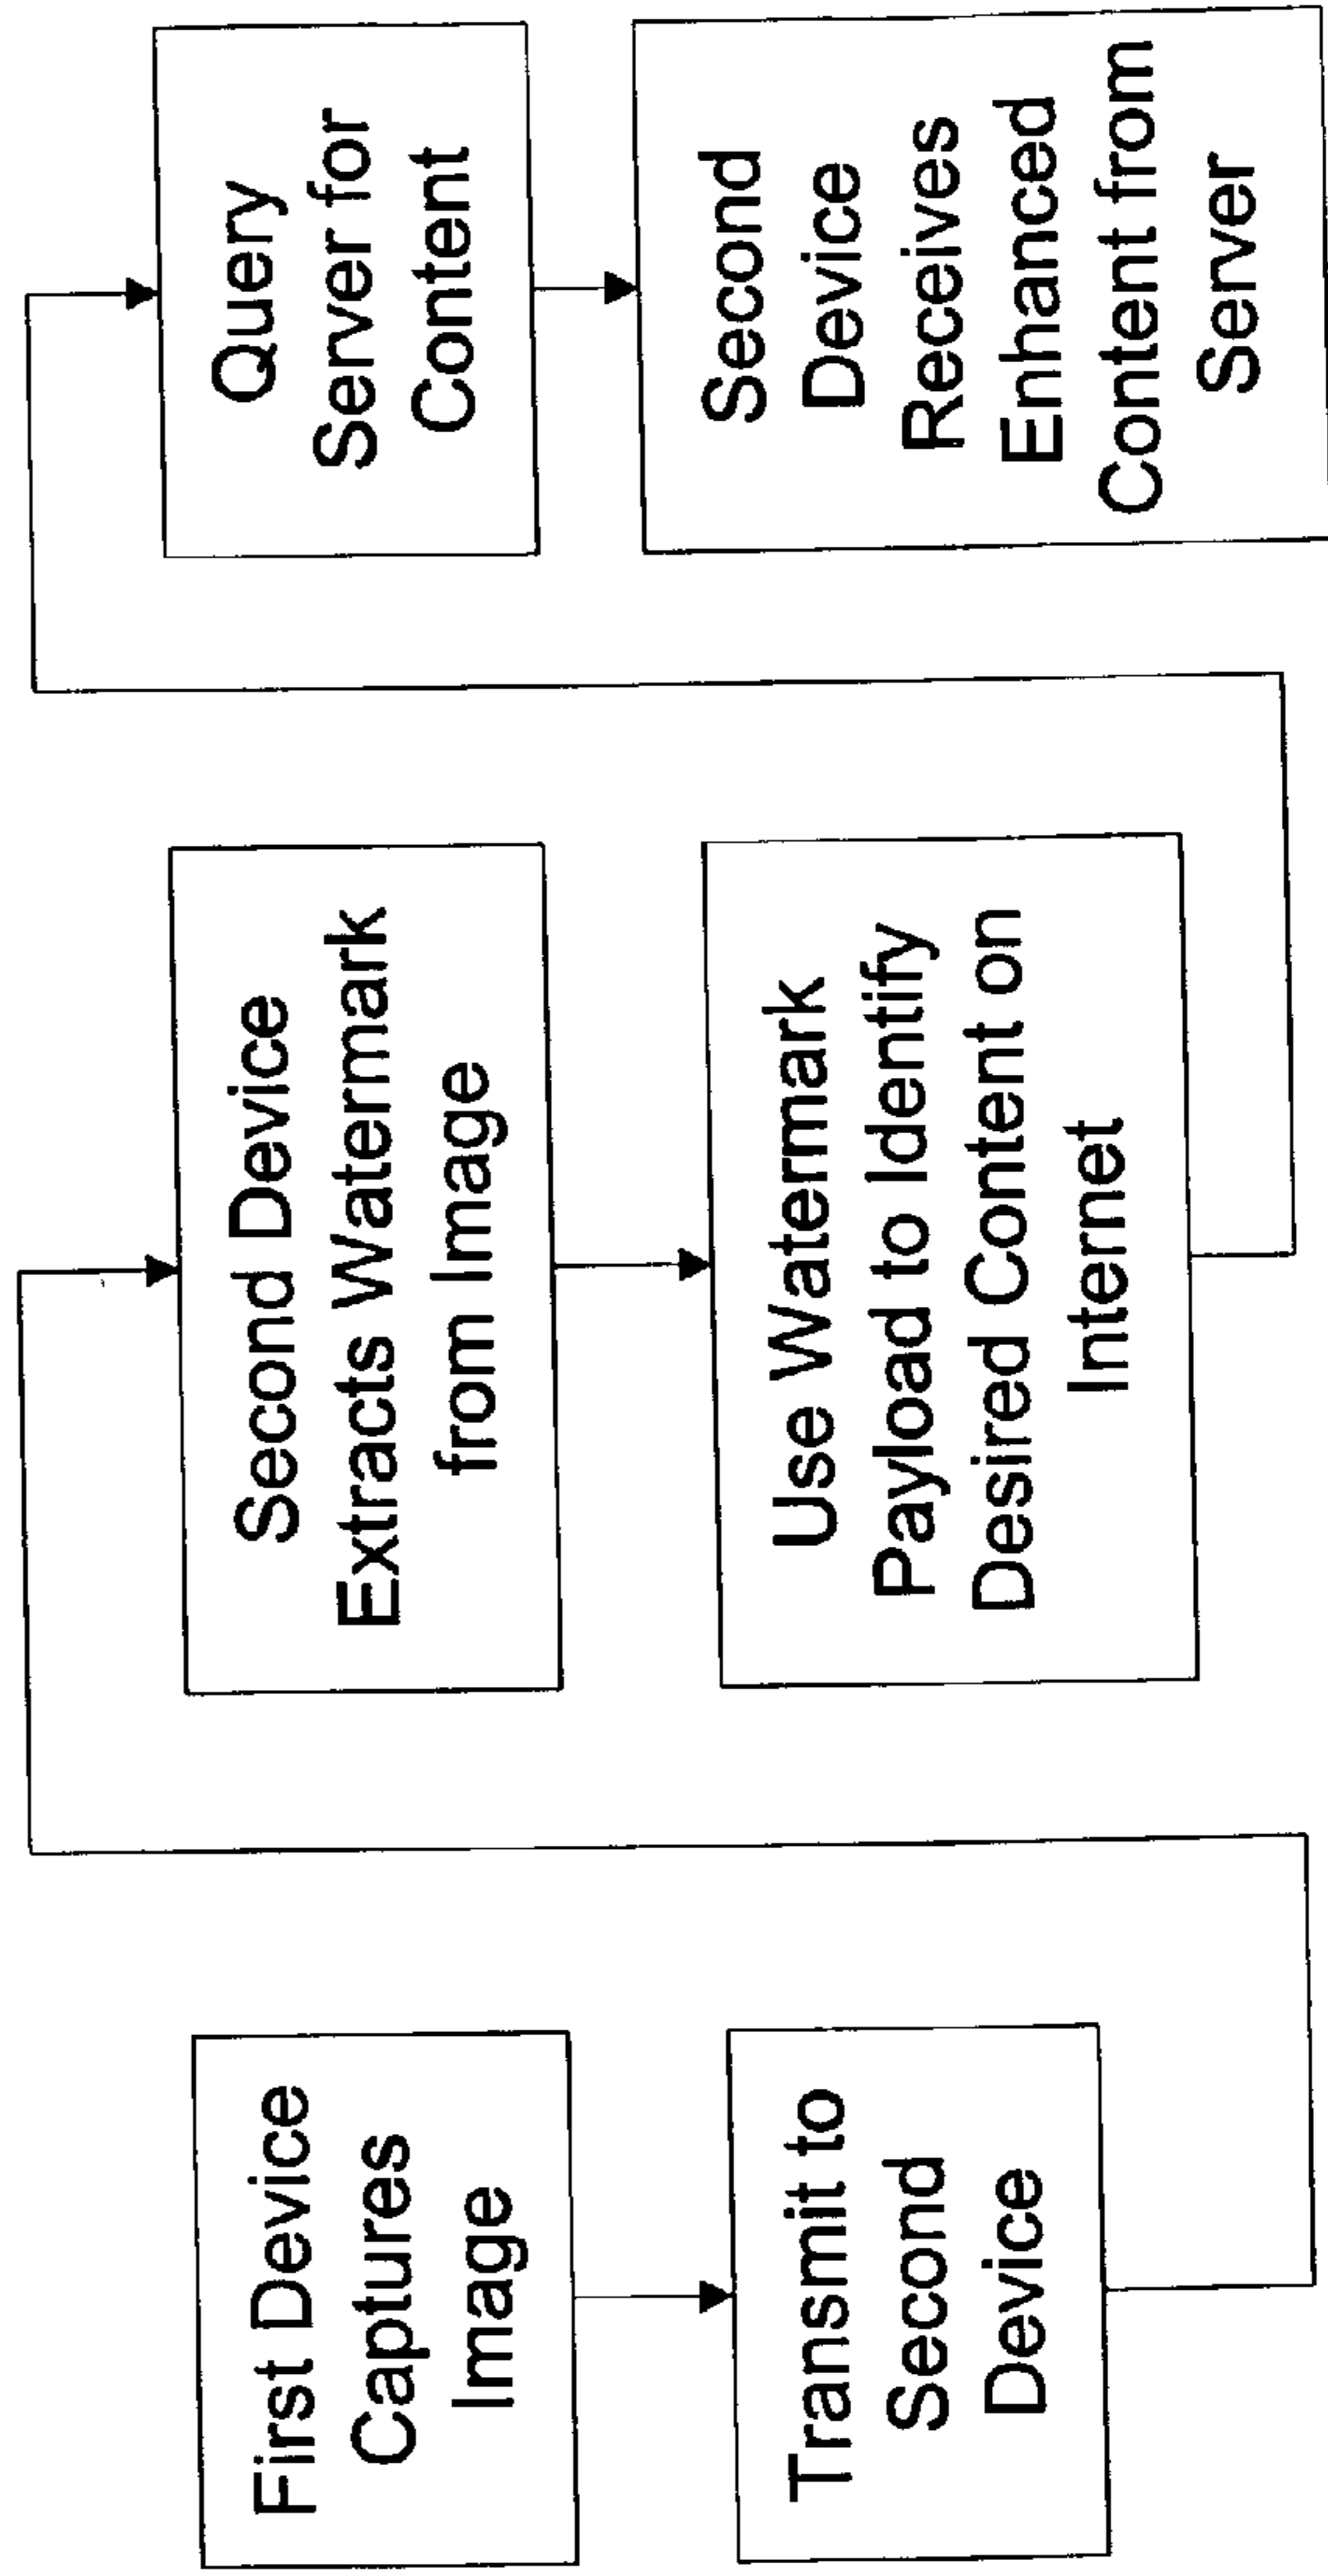 First Device
Captures
Image
Transmit to
Second
Device
Second Device
Extracts Watermark
from Image
Use Watermark
Payload to Identify
Desired Content on
Internet
Query
Server for
Content
Second
Device
Receives
Enhanced
Content from
Server